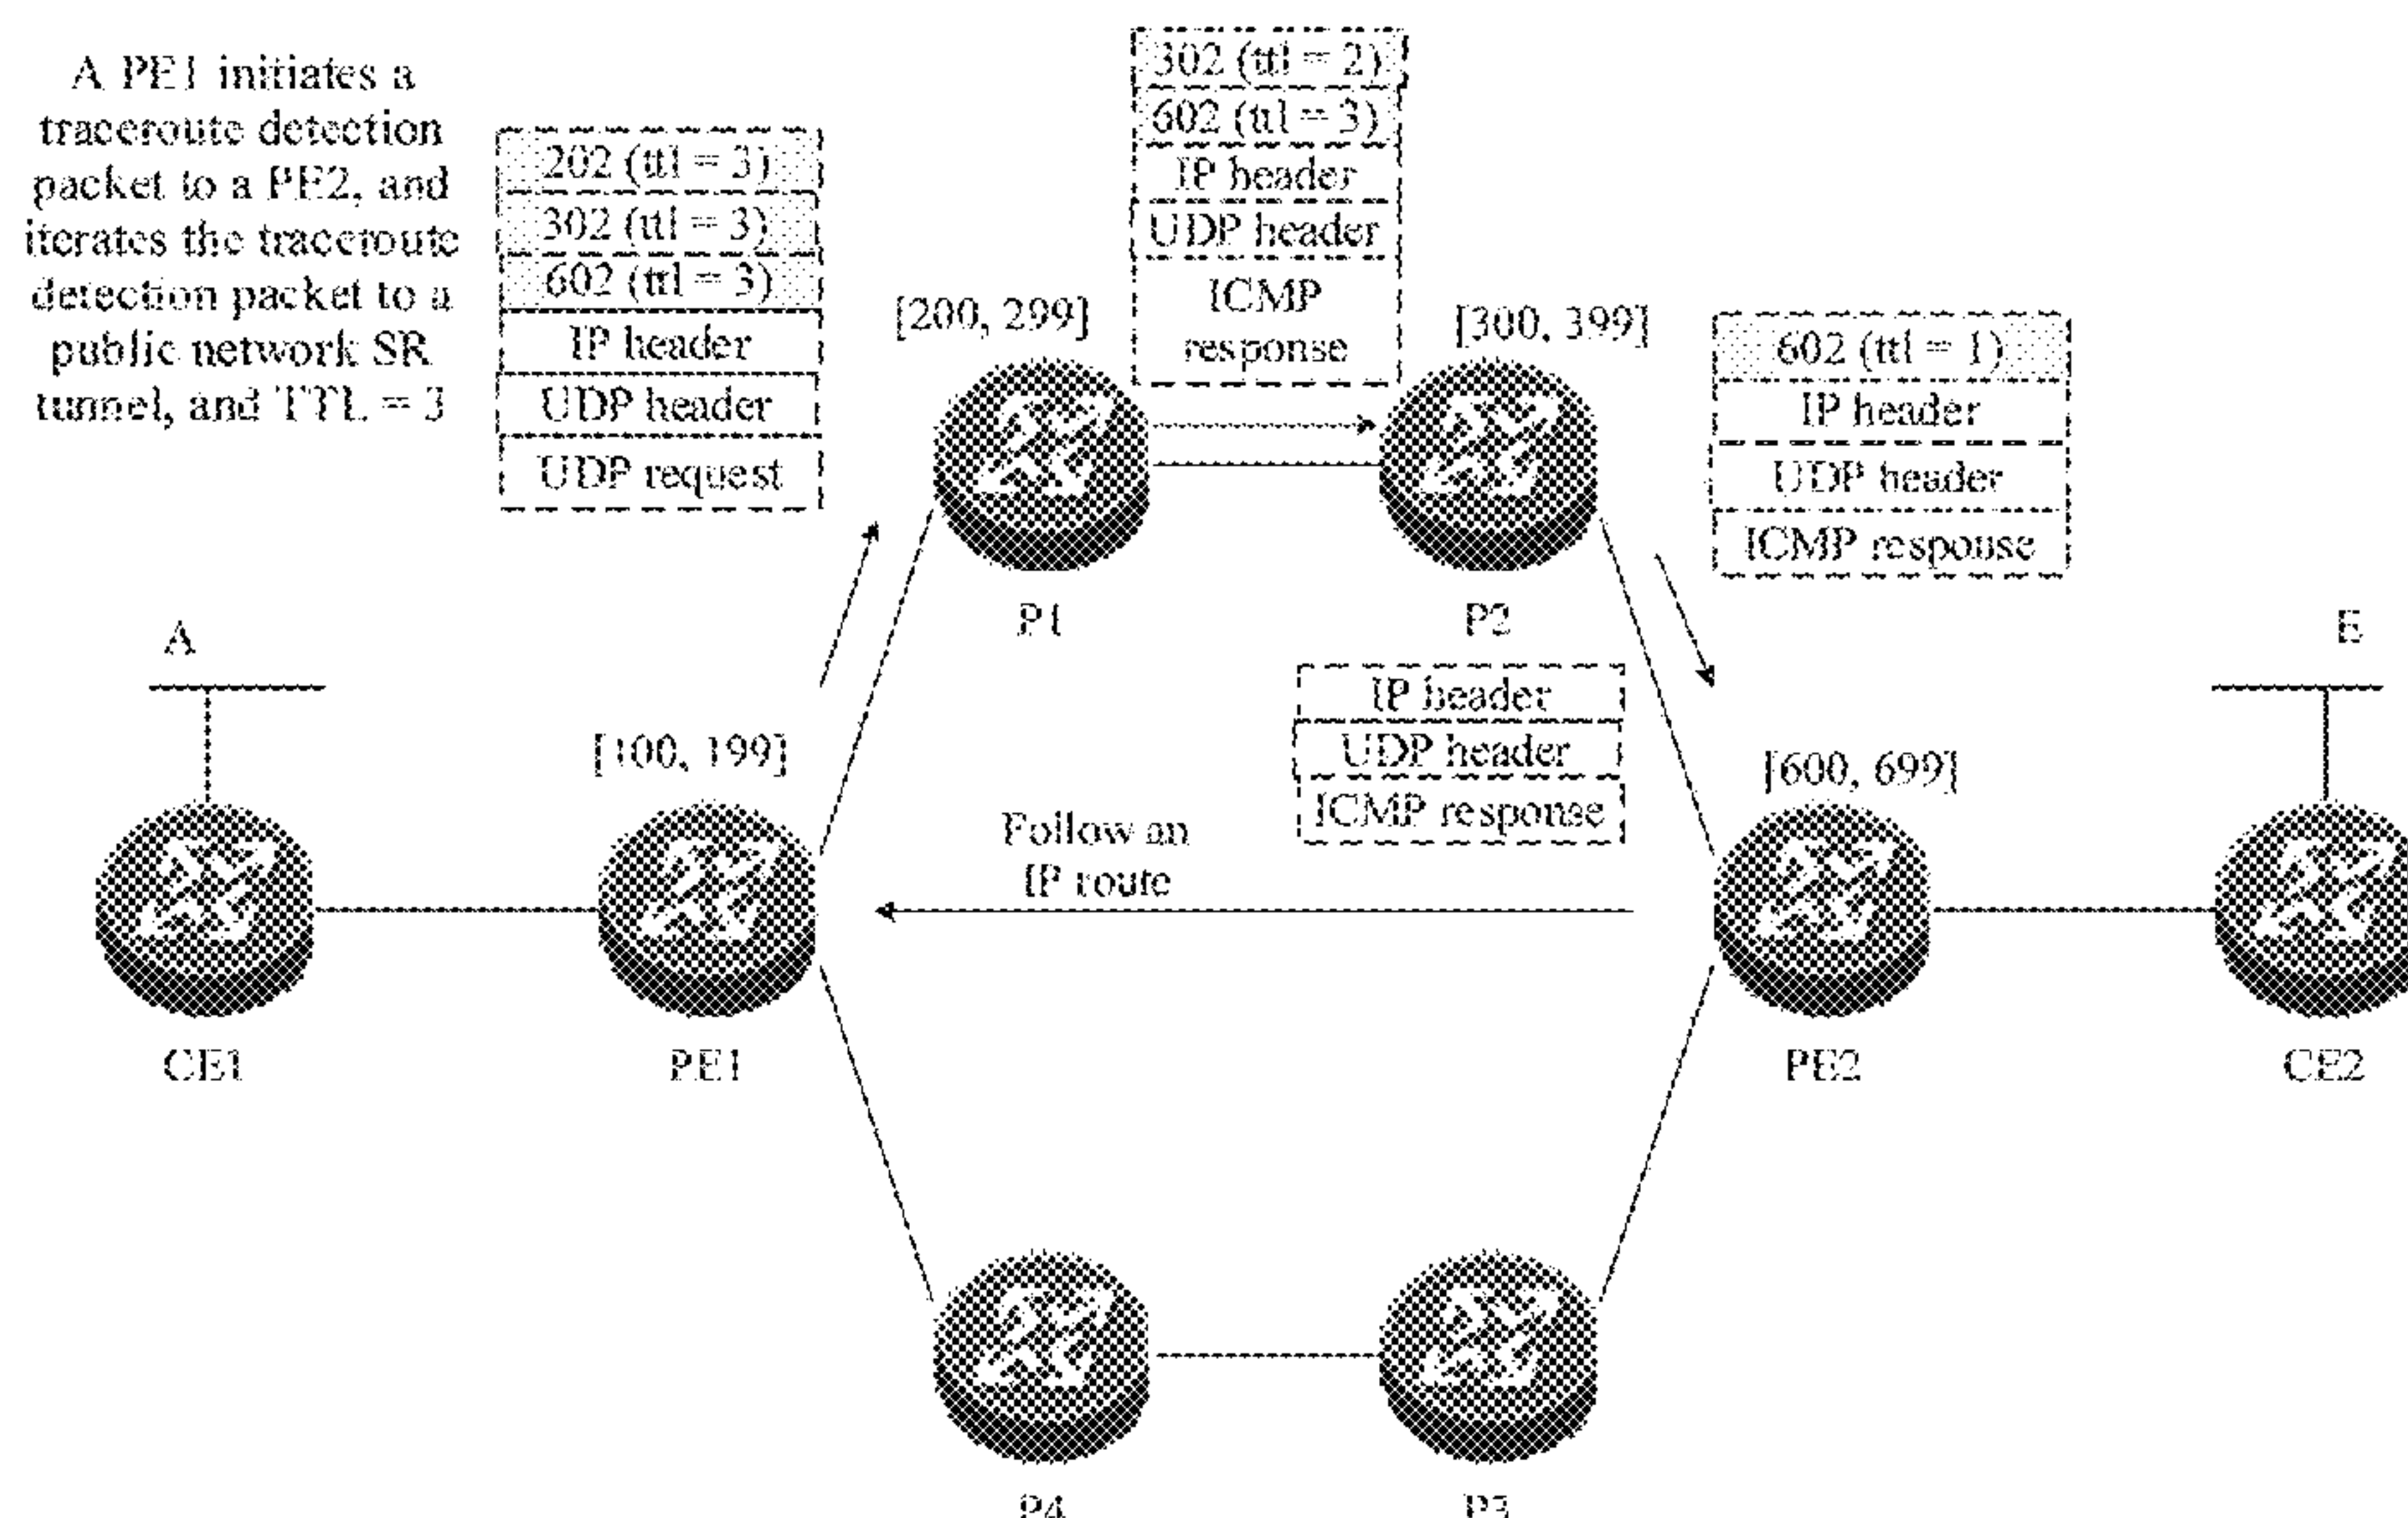 A PE1 initiates a
traceroute detection
packet to a PE2, and
iterates the traceroute
detection packet to a
public network SR
tunnel, and TTL = 3
202 (ttl = 3)
302 (ttl = 3)
602 (ttl = 3)
IP header
UDP header
UDP request
302 (ttl = 2)
602 (ttl = 3)
IP header
UDP header
ICMP
response
[200, 299]
[300, 399]
602 (ttl = 1)
IP header
UDP header
ICMP response
P1
P2
A
E
IP header
UDP header
ICMP response
[100, 199]
[600, 699]
Follow an
IP route
CE1
PE1
PE2
CE2
P4
P3